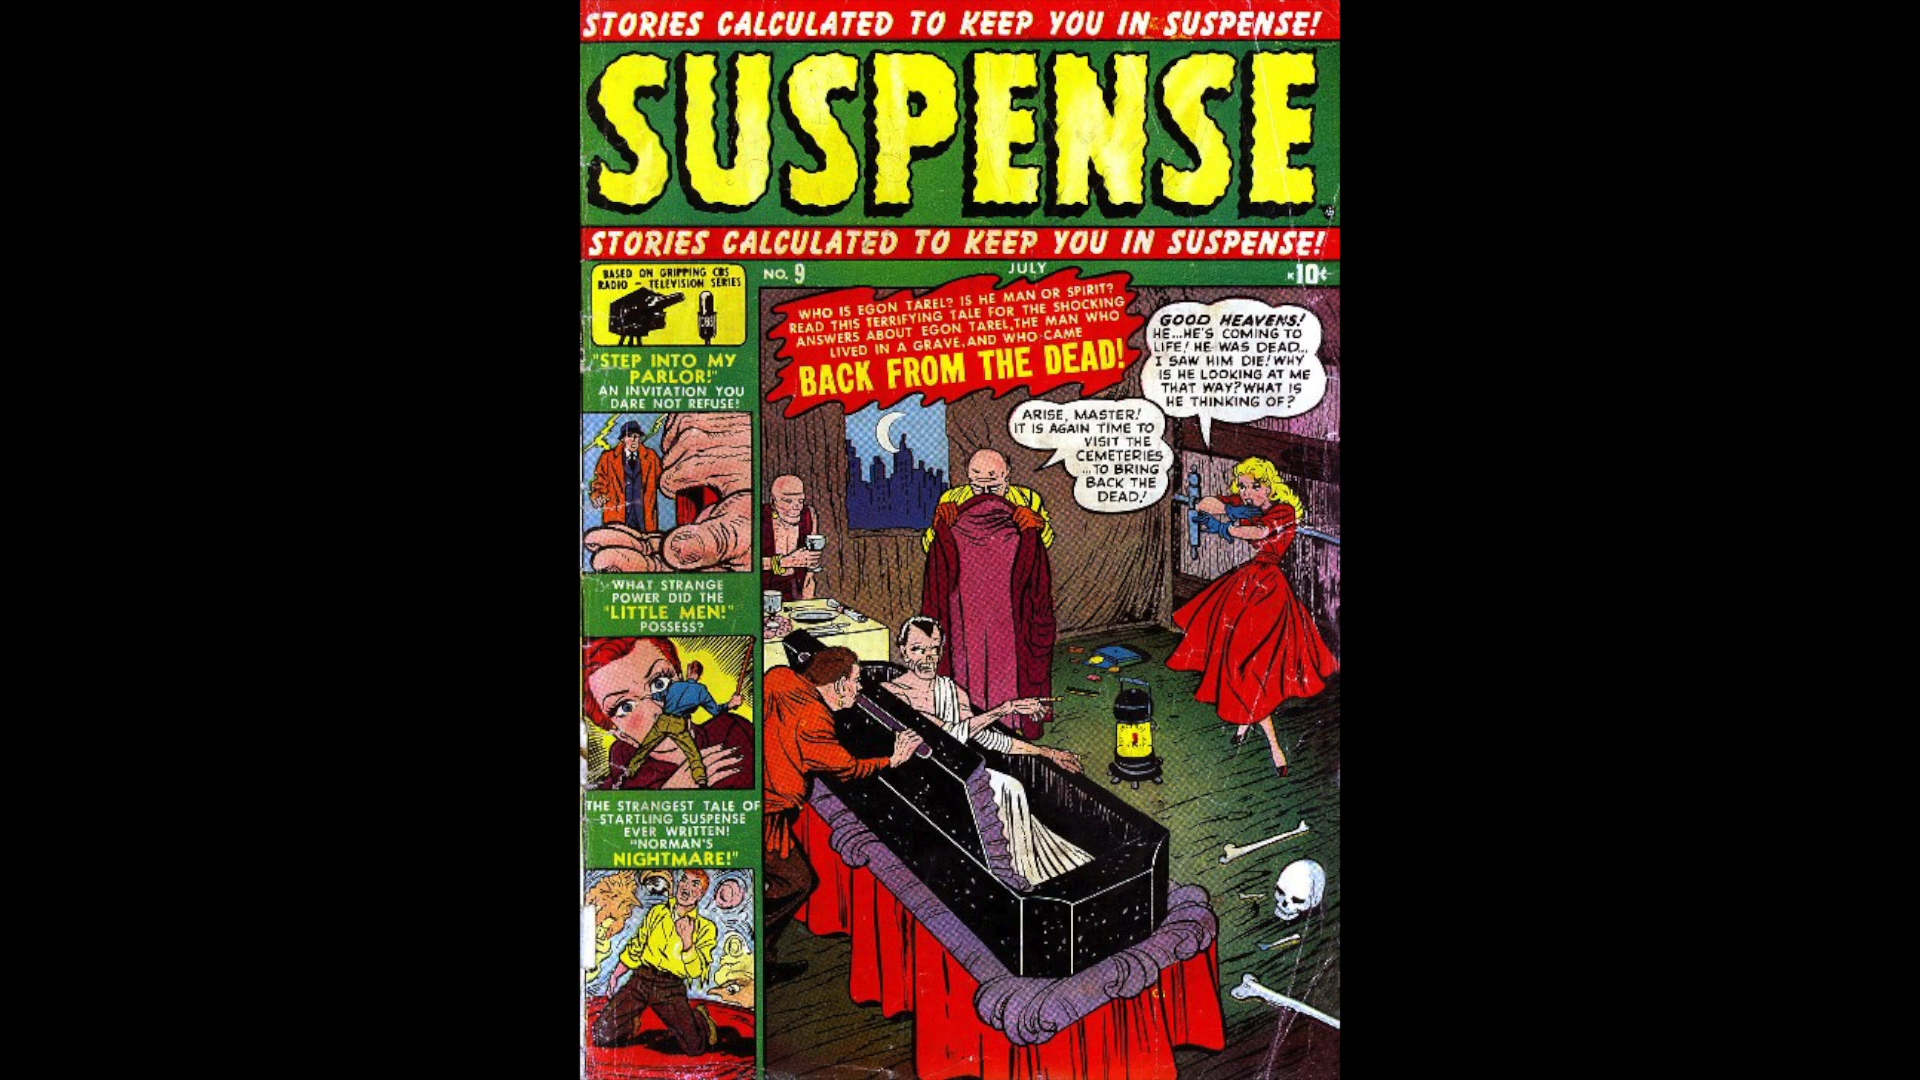 STORIES CALCULATED TO KEEP YOU IN SUSPENSE!
SUSPENSE
STORIES CALCULATED TO KEEP YOU IN SUSPENSE!
BASED ON GRIPPING CBS
RADIO - TELEVISION SERIES
CBS
NO. 9
JULY
10¢
"STEP INTO MY
PARLOR!"
AN INVITATION YOU
DARE NOT REFUSE!
WHAT STRANGE
POWER DID THE
"LITTLE MEN!"
POSSESS?
THE STRANGEST TALE OF
STARTLING SUSPENSE
EVER WRITTEN!
"NORMAN'S
NIGHTMARE!"
WHO IS EGON TAREL? IS HE MAN OR SPIRIT?
READ THIS TERRIFYING TALE FOR THE SHOCKING
ANSWERS ABOUT EGON TAREL, THE MAN WHO
LIVED IN A GRAVE, AND WHO CAME
BACK FROM THE DEAD!
GOOD HEAVENS!
HE...HE'S COMING TO
LIFE! HE WAS DEAD...
I SAW HIM DIE! WHY
IS HE LOOKING AT ME
THAT WAY? WHAT IS
HE THINKING OF?
ARISE, MASTER!
IT IS AGAIN TIME TO
VISIT THE
CEMETERIES
...TO BRING
BACK THE
DEAD!